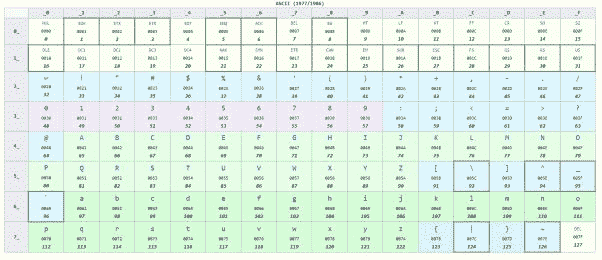 ASCII (1977/1986)
_0 _1 _2 _3 _4 _5 _6 _7 _8 _9 _A _B _C _D _E _F
NUL SOH STX ETX EOT ENQ ACK BEL BS HT LF VT FF CR SO SI
0_ 0000 0001 0002 0003 0004 0005 0006 0007 0008 0009 000A 000B 000C 000D 000E 000F
0 1 2 3 4 5 6 7 8 9 10 11 12 13 14 15
DLE DC1 DC2 DC3 DC4 NAK SYN ETB CAN EM SUB ESC FS GS RS US
1_ 0010 0011 0012 0013 0014 0015 0016 0017 0018 0019 001A 001B 001C 001D 001E 001F
16 17 18 19 20 21 22 23 24 25 26 27 28 29 30 31
! " # $ % & ' ( ) * + , - . /
2_ 0020 0021 0022 0023 0024 0025 0026 0027 0028 0029 002A 002B 002C 002D 002E 002F
32 33 34 35 36 37 38 39 40 41 42 43 44 45 46 47
0 1 2 3 4 5 6 7 8 9 : ; < = > ?
3_ 0030 0031 0032 0033 0034 0035 0036 0037 0038 0039 003A 003B 003C 003D 003E 003F
48 49 50 51 52 53 54 55 56 57 58 59 60 61 62 63
@ A B C D E F G H I J K L M N O
4_ 0040 0041 0042 0043 0044 0045 0046 0047 0048 0049 004A 004B 004C 004D 004E 004F
64 65 66 67 68 69 70 71 72 73 74 75 76 77 78 79
P Q R S T U V W X Y Z [ \ ] ^ _
5_ 0050 0051 0052 0053 0054 0055 0056 0057 0058 0059 005A 005B 005C 005D 005E 005F
80 81 82 83 84 85 86 87 88 89 90 91 92 93 94 95
` a b c d e f g h i j k l m n o
6_ 0060 0061 0062 0063 0064 0065 0066 0067 0068 0069 006A 006B 006C 006D 006E 006F
96 97 98 99 100 101 102 103 104 105 106 107 108 109 110 111
p q r s t u v w x y z { | } ~ DEL
7_ 0070 0071 0072 0073 0074 0075 0076 0077 0078 0079 007A 007B 007C 007D 007E 007F
112 113 114 115 116 117 118 119 120 121 122 123 124 125 126 127